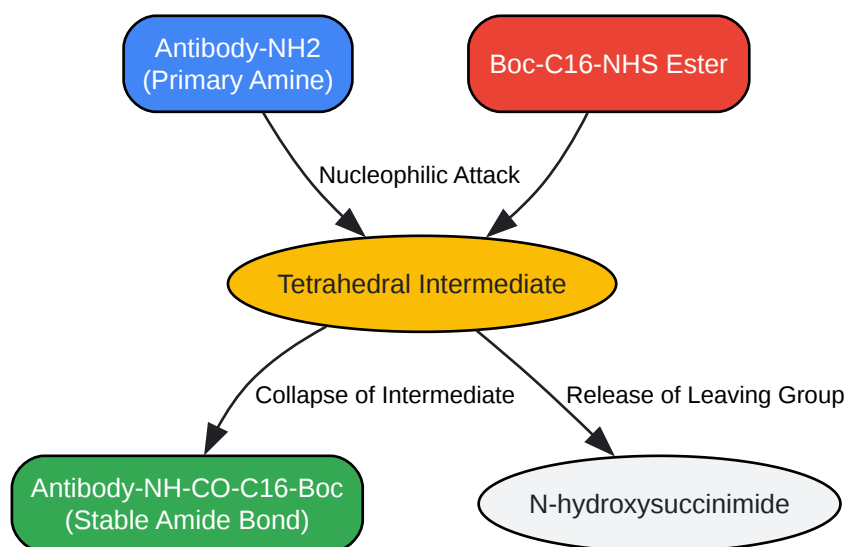 Antibody-NH2
(Primary Amine)
Boc-C16-NHS Ester
Nucleophilic Attack
Tetrahedral Intermediate
Collapse of Intermediate
Release of Leaving Group
Antibody-NH-CO-C16-Boc
(Stable Amide Bond)
N-hydroxysuccinimide